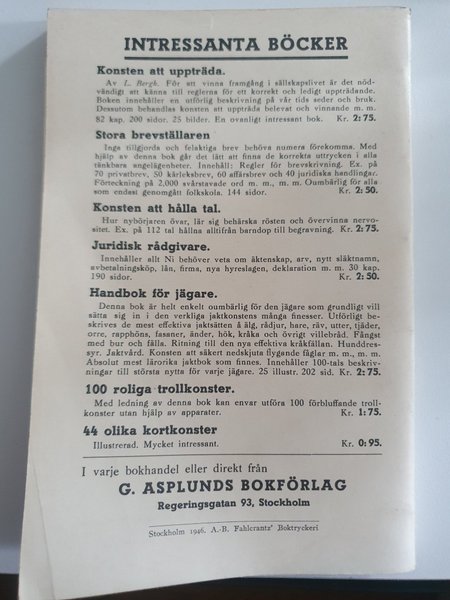 INTRESSANTA BÖCKER
Konsten att uppträda.
Av L. Bergh. För att vinna framgång i sällskapslivet är det nöd-
vändigt att känna till reglerna för ett korrekt och ledigt uppträdande.
Boken innehåller en utförlig beskrivning på vår tids seder och bruk.
Dessutom behandlas konsten att uppträda belevat och vinnande m. m.
82 kap. 200 sidor. 25 bilder. En ovanligt intressant bok. Kr. 2:75.
Stora brevställaren
Inga tillgjorda och felaktiga brev behöva numera förekomma. Med
hjälp av denna bok går det lätt att finna de korrekta uttrycken i alla
tänkbara angelägenheter. Innehåll: Regler för brevskrivning. Ex. på
70 privatbrev, 50 kärleksbrev, 60 affärsbrev och 40 juridiska handlingar.
Förteckning på 2,000 svårstavade ord m. m., m. m. Oumbärlig för alla
som endast genomgått folkskola. 144 sidor. Kr. 2:50.
Konsten att hålla tal.
Hur nybörjaren övar, lär sig behärska rösten och övervinna nervo-
sitet. Ex. på 112 tal hållna alltifrån barndop till begravning. Kr. 2:75.
Juridisk rådgivare.
Innehåller allt Ni behöver veta om äktenskap, arv, nytt släktnamn,
avbetalningsköp, lån, firma, nya hyreslagen, deklaration m. m. 30 kap.
190 sidor. Kr. 2:50.
Handbok för jägare.
Denna bok är helt enkelt oumbärlig för den jägare som grundligt vill
sätta sig in i den verkliga jaktkonstens många finesser. Utförligt be-
skrives de mest effektiva jaktsätten å älg, rådjur, hare, räv, utter, tjäder,
orre, rapphöns, fasaner, änder, hök, kråka och övrigt villebråd. Fångst
med bur och fälla. Ritning till den nya effektiva kråkfällan. Hunddres-
syr. Jaktvård. Konsten att säkert nedskjuta flygande fåglar m. m., m. m.
Absolut mest lärorika jaktbok som finnes. Innehåller 100-tals beskriv-
ningar till största nytta för varje jägare. 25 illustr. 202 sid. Kr. 2:75.
100 roliga trollkonster.
Med ledning av denna bok kan envar utföra 100 förbluffande troll-
konster utan hjälp av apparater. Kr. 1:75.
44 olika kortkonster
Illustrerad. Mycket intressant. Kr. 0:95.
I varje bokhandel eller direkt från
G. ASPLUNDS BOKFÖRLAG
Regeringsgatan 93, Stockholm
Stockholm 1946. A.-B. Fahlcrantz' Boktryckeri